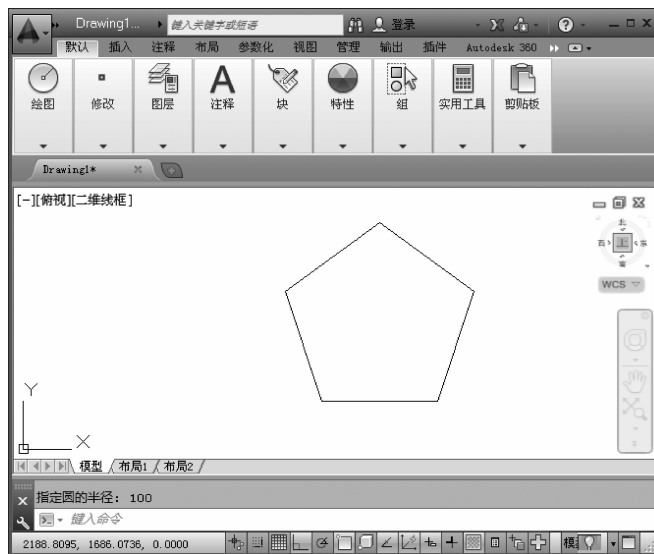 Drawing1... 键入关键字或短语 登录
默认 插入 注释 布局 参数化 视图 管理 输出 插件 Autodesk 360
A
绘图 修改 图层 注释 块 特性 组 实用工具 剪贴板
Drawing1*
[-][俯视][二维线框]
北
西 上 东
南
WCS
Y
X
模型 布局1 布局2
指定圆的半径: 100
键入命令
2188.8095, 1686.0736, 0.0000 模